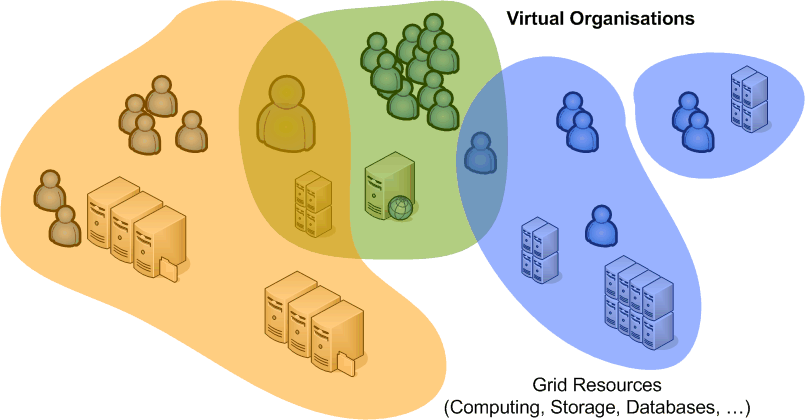 Virtual Organisations
Grid Resources
(Computing, Storage, Databases, …)